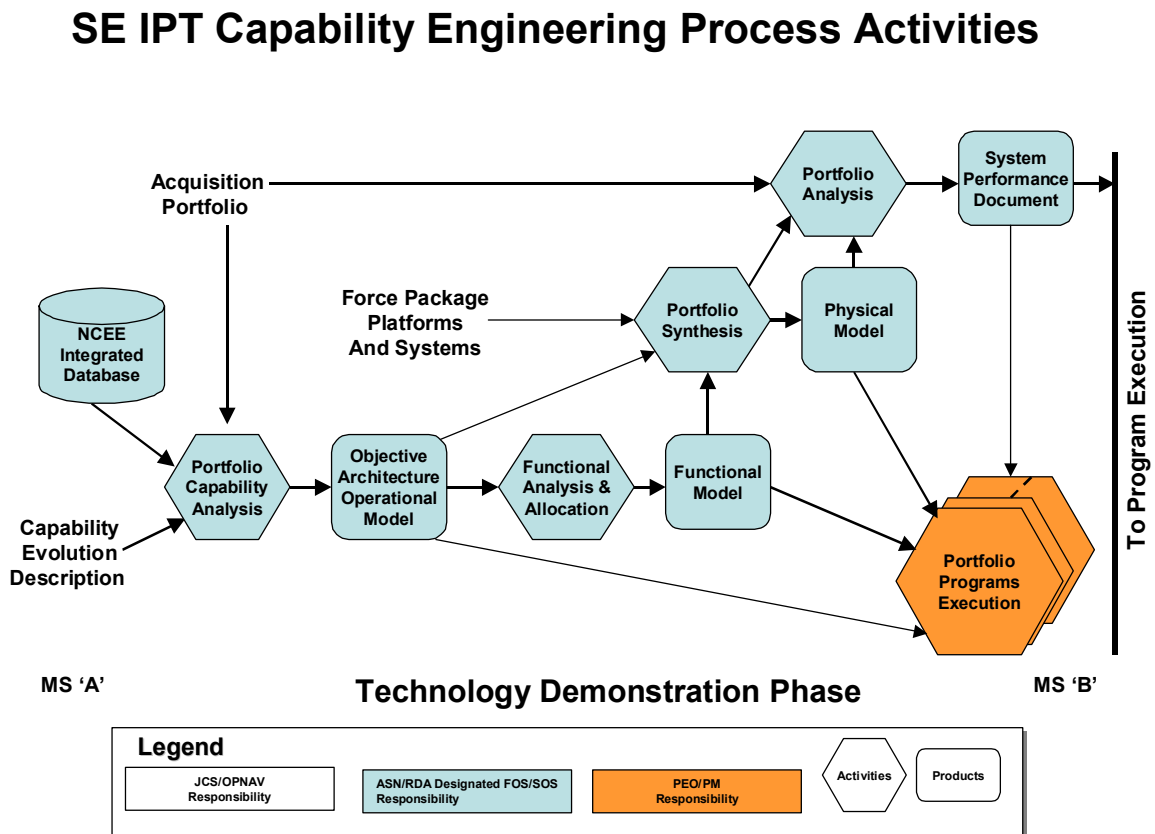 SE IPT Capability Engineering Process Activities
Acquisition
Portfolio
Portfolio
Analysis
System
Performance
Document
NCEE
Integrated
Database
Force Package
Platforms
And Systems
Portfolio
Synthesis
Physical
Model
To Program Execution
Portfolio
Capability
Analysis
Objective
Architecture
Operational
Model
Functional
Analysis &
Allocation
Functional
Model
Capability
Evolution
Description
Portfolio
Programs
Execution
MS ‘A’
Technology Demonstration Phase
MS ‘B’
Legend
JCS/OPNAV
Responsibility
ASN/RDA Designated FOS/SOS
Responsibility
PEO/PM
Responsibility
Activities
Products